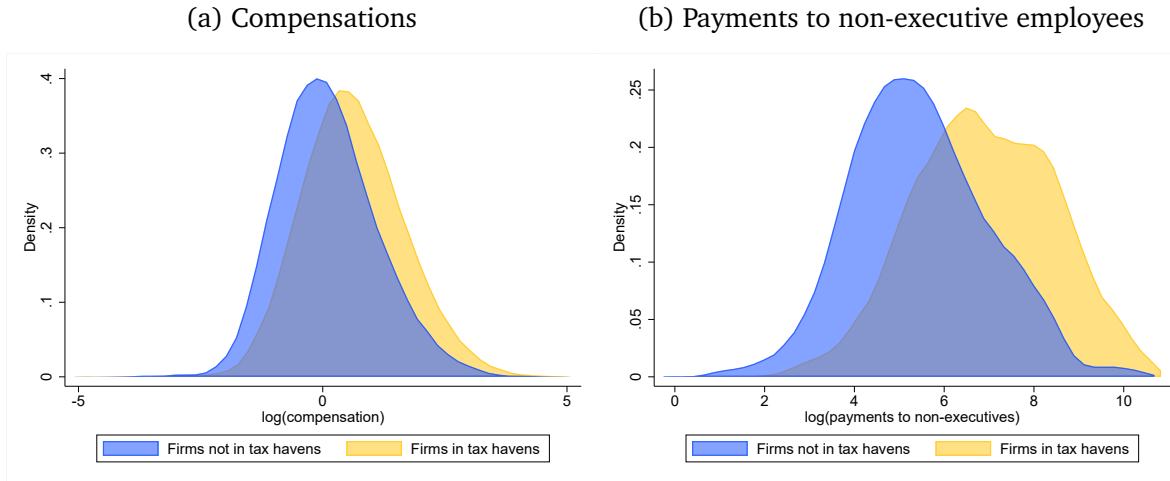 (a) Compensations
Density
.4
.3
.2
.1
0
-5 0 5
log(compensation)
Firms not in tax havens Firms in tax havens
(b) Payments to non-executive employees
Density
.25
.2
.15
.1
.05
0
0 2 4 6 8 10
log(payments to non-executives)
Firms not in tax havens Firms in tax havens